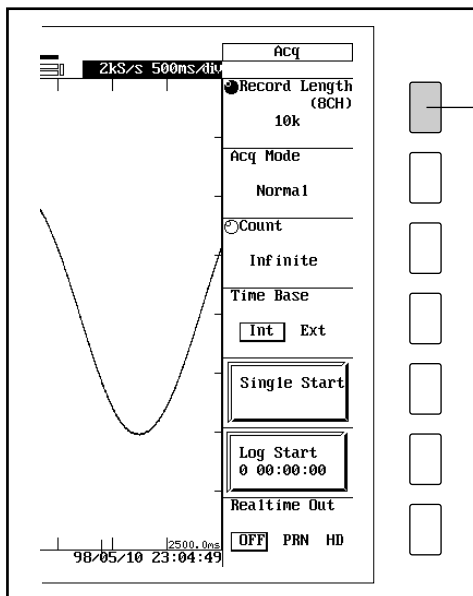 2kS/s 500ms/div
Acq
Record Length
(8CH)
10k
Acq Mode
Normal
Count
Infinite
Time Base
Int Ext
Single Start
Log Start
0 00:00:00
Realtime Out
OFF PRN HD
2500.0ms
98/05/10 23:04:49